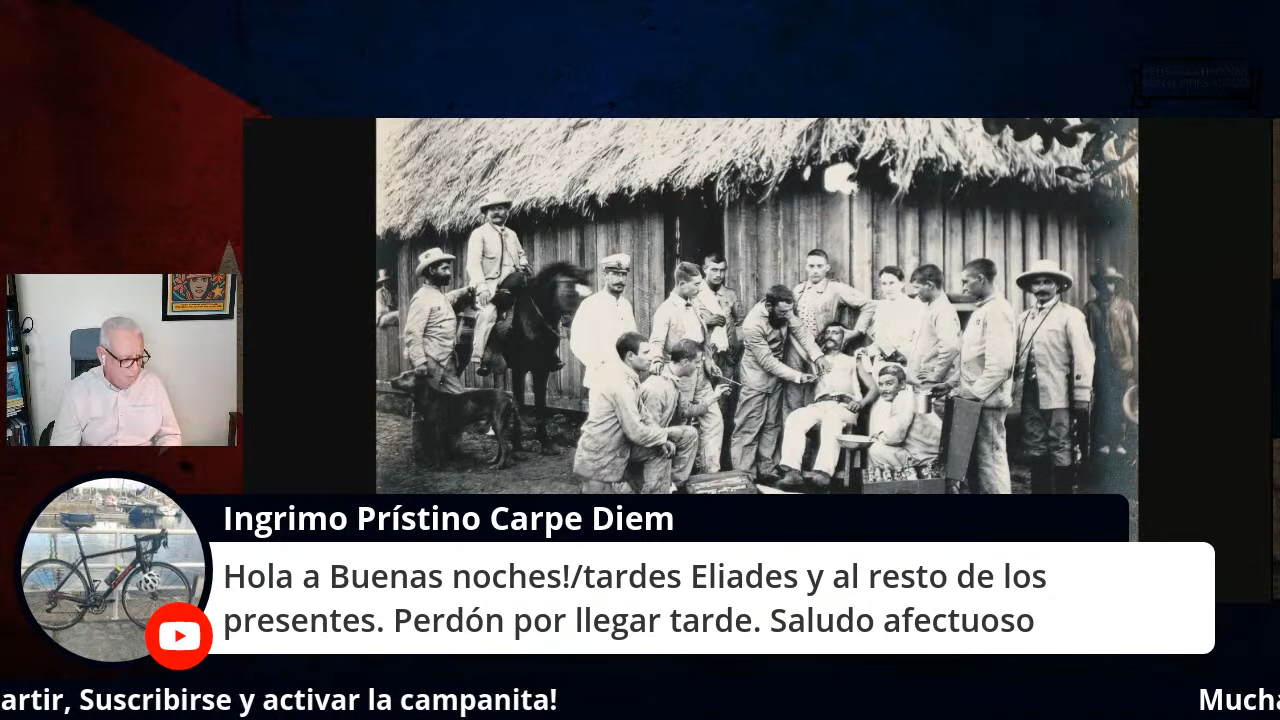 Ingrimo Prístino Carpe Diem
Hola a Buenas noches!/tardes Eliades y al resto de los
presentes. Perdón por llegar tarde. Saludo afectuoso
artir, Suscribirse y activar la campanita!
Mucha